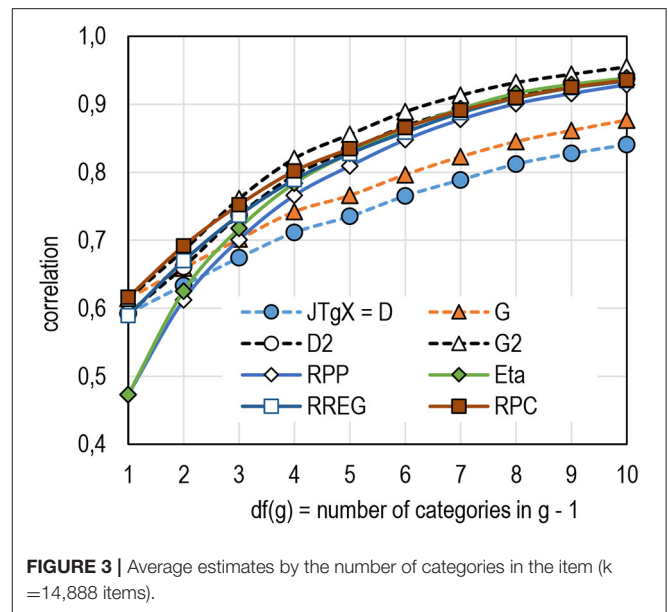 1,0
0,9
0,8
0,7
0,6
0,5
0,4
correlation
JTgX = D
G
D2
G2
RPP
Eta
RREG
RPC
1 2 3 4 5 6 7 8 9 10
df(g) = number of categories in g - 1
FIGURE 3 | Average estimates by the number of categories in the item (k
=14,888 items).